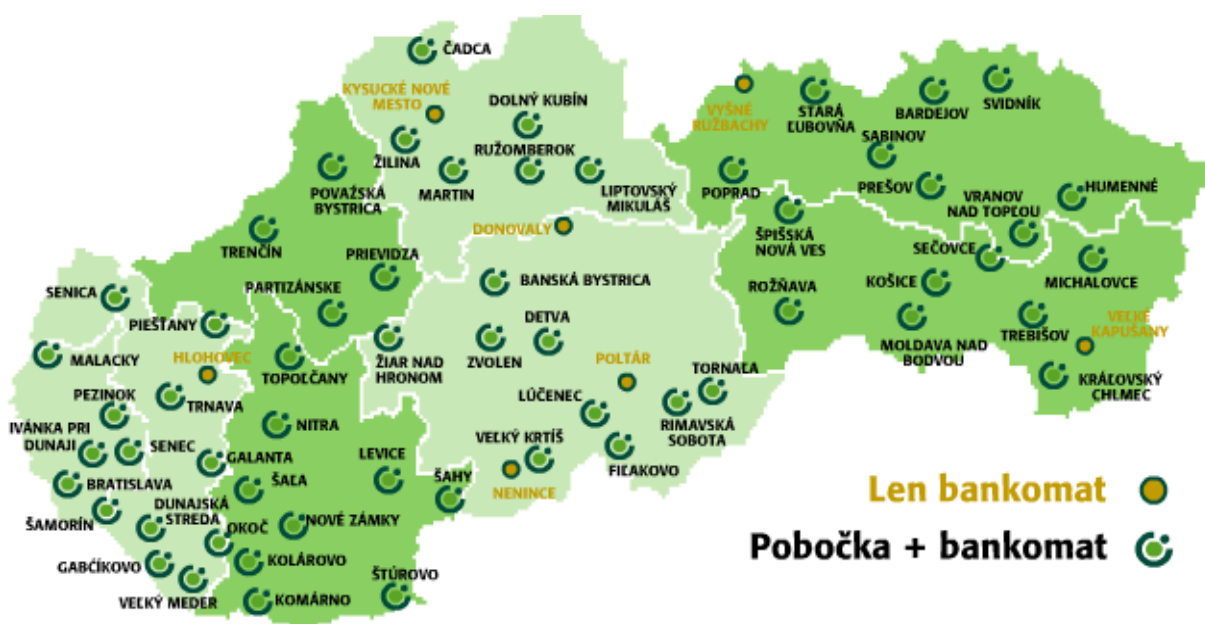 ČADCA
KYSUCKÉ NOVÉ
MESTO
DOLNÝ KUBÍN
VYŠNÉ
RUŽBACHY
STARÁ
ĽUBOVŇA
BARDEJOV
SVIDNÍK
SABINOV
ŽILINA
RUŽOMBEROK
MARTIN
LIPTOVSKÝ
MIKULÁŠ
POVAŽSKÁ
BYSTRICA
POPRAD
PREŠOV
VRANOV
NAD TOPĽOU
HUMENNÉ
DONOVALY
ŠPIŠSKÁ
NOVÁ VES
SEČOVCE
TRENČÍN
PRIEVIDZA
BANSKÁ BYSTRICA
ROŽŇAVA
KOŠICE
MICHALOVCE
SENICA
PARTIZÁNSKE
PIEŠŤANY
DETVA
ZVOLEN
MOLDAVA NAD
BODVOU
TREBIŠOV
VEĽKÉ
KAPUŠANY
MALACKY
HLOHOVEC
TOPOĽČANY
ŽIAR NAD
HRONOM
POLTÁR
TORNAĽA
KRÁĽOVSKÝ
CHLMEC
PEZINOK
TRNAVA
LÚČENEC
RIMAVSKÁ
SOBOTA
IVÁNKA PRI
DUNAJI
SENEC
NITRA
VEĽKÝ KRTÍŠ
FIĽAKOVO
GALANTA
LEVICE
ŠAHY
NENINCE
BRATISLAVA
ŠAĽA
ŠAMORÍN
DUNAJSKÁ
STREDA
OKOČ
NOVÉ ZÁMKY
GABĆÍKOVO
KOLÁROVO
VEĽKÝ MEDER
KOMÁRNO
ŠTÚROVO
Len bankomat
Pobočka + bankomat